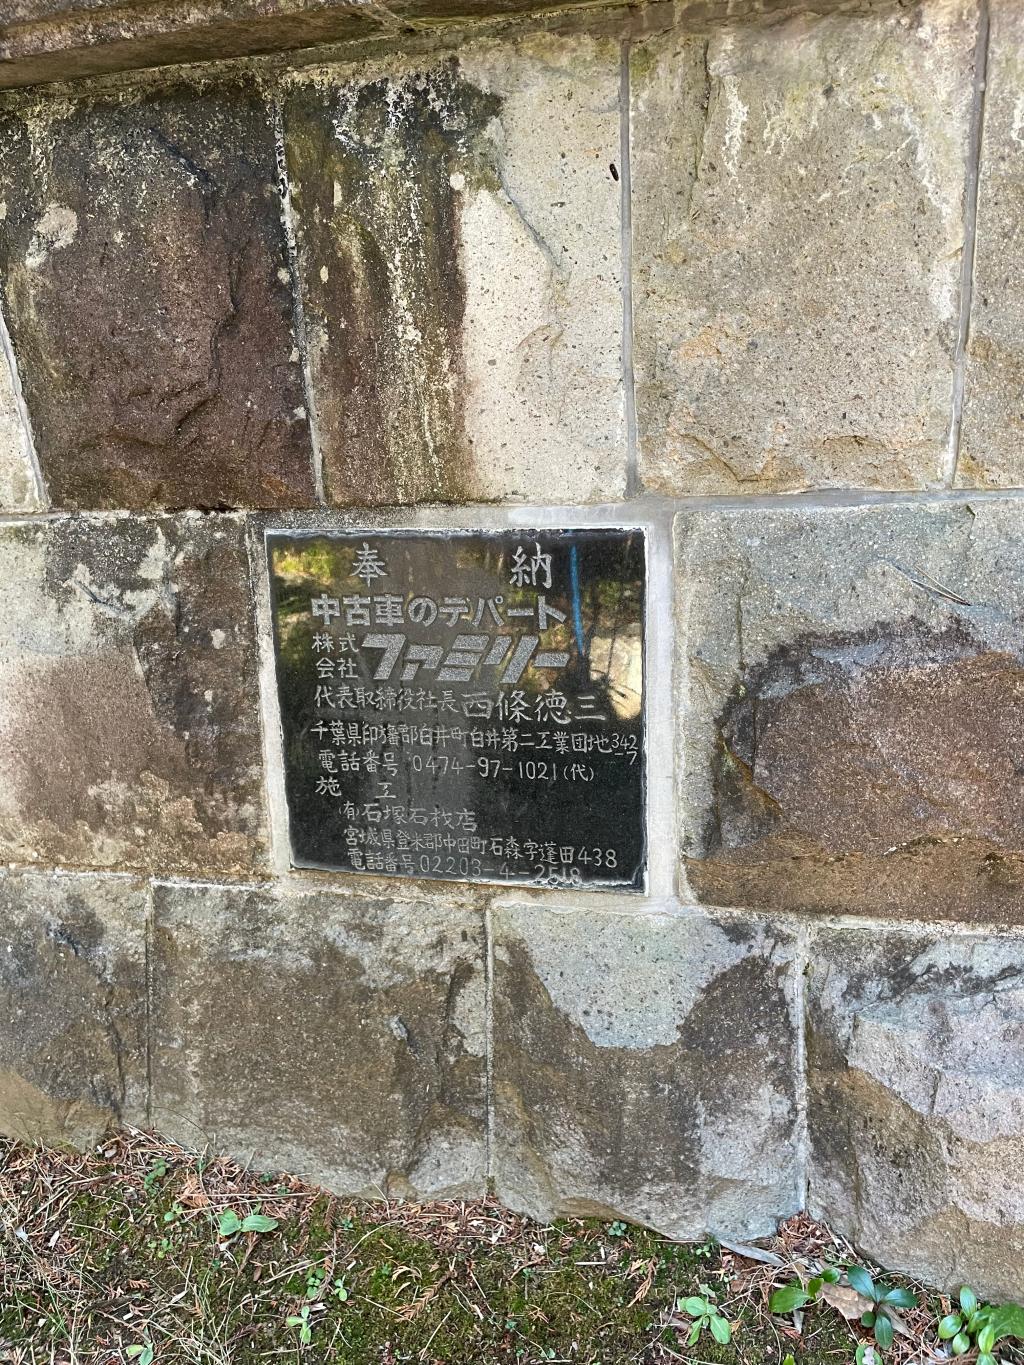 奉納
中古車のデパート
株式会社 ファミリー
代表取締役社長 西條徳三
千葉県印旛郡白井町白井第二工業団地342-7
電話番号 0474-97-1021(代)
施工
(有)石塚石材店
宮城県登米郡中田町石森字蓬田438
電話番号 02203-4-2518